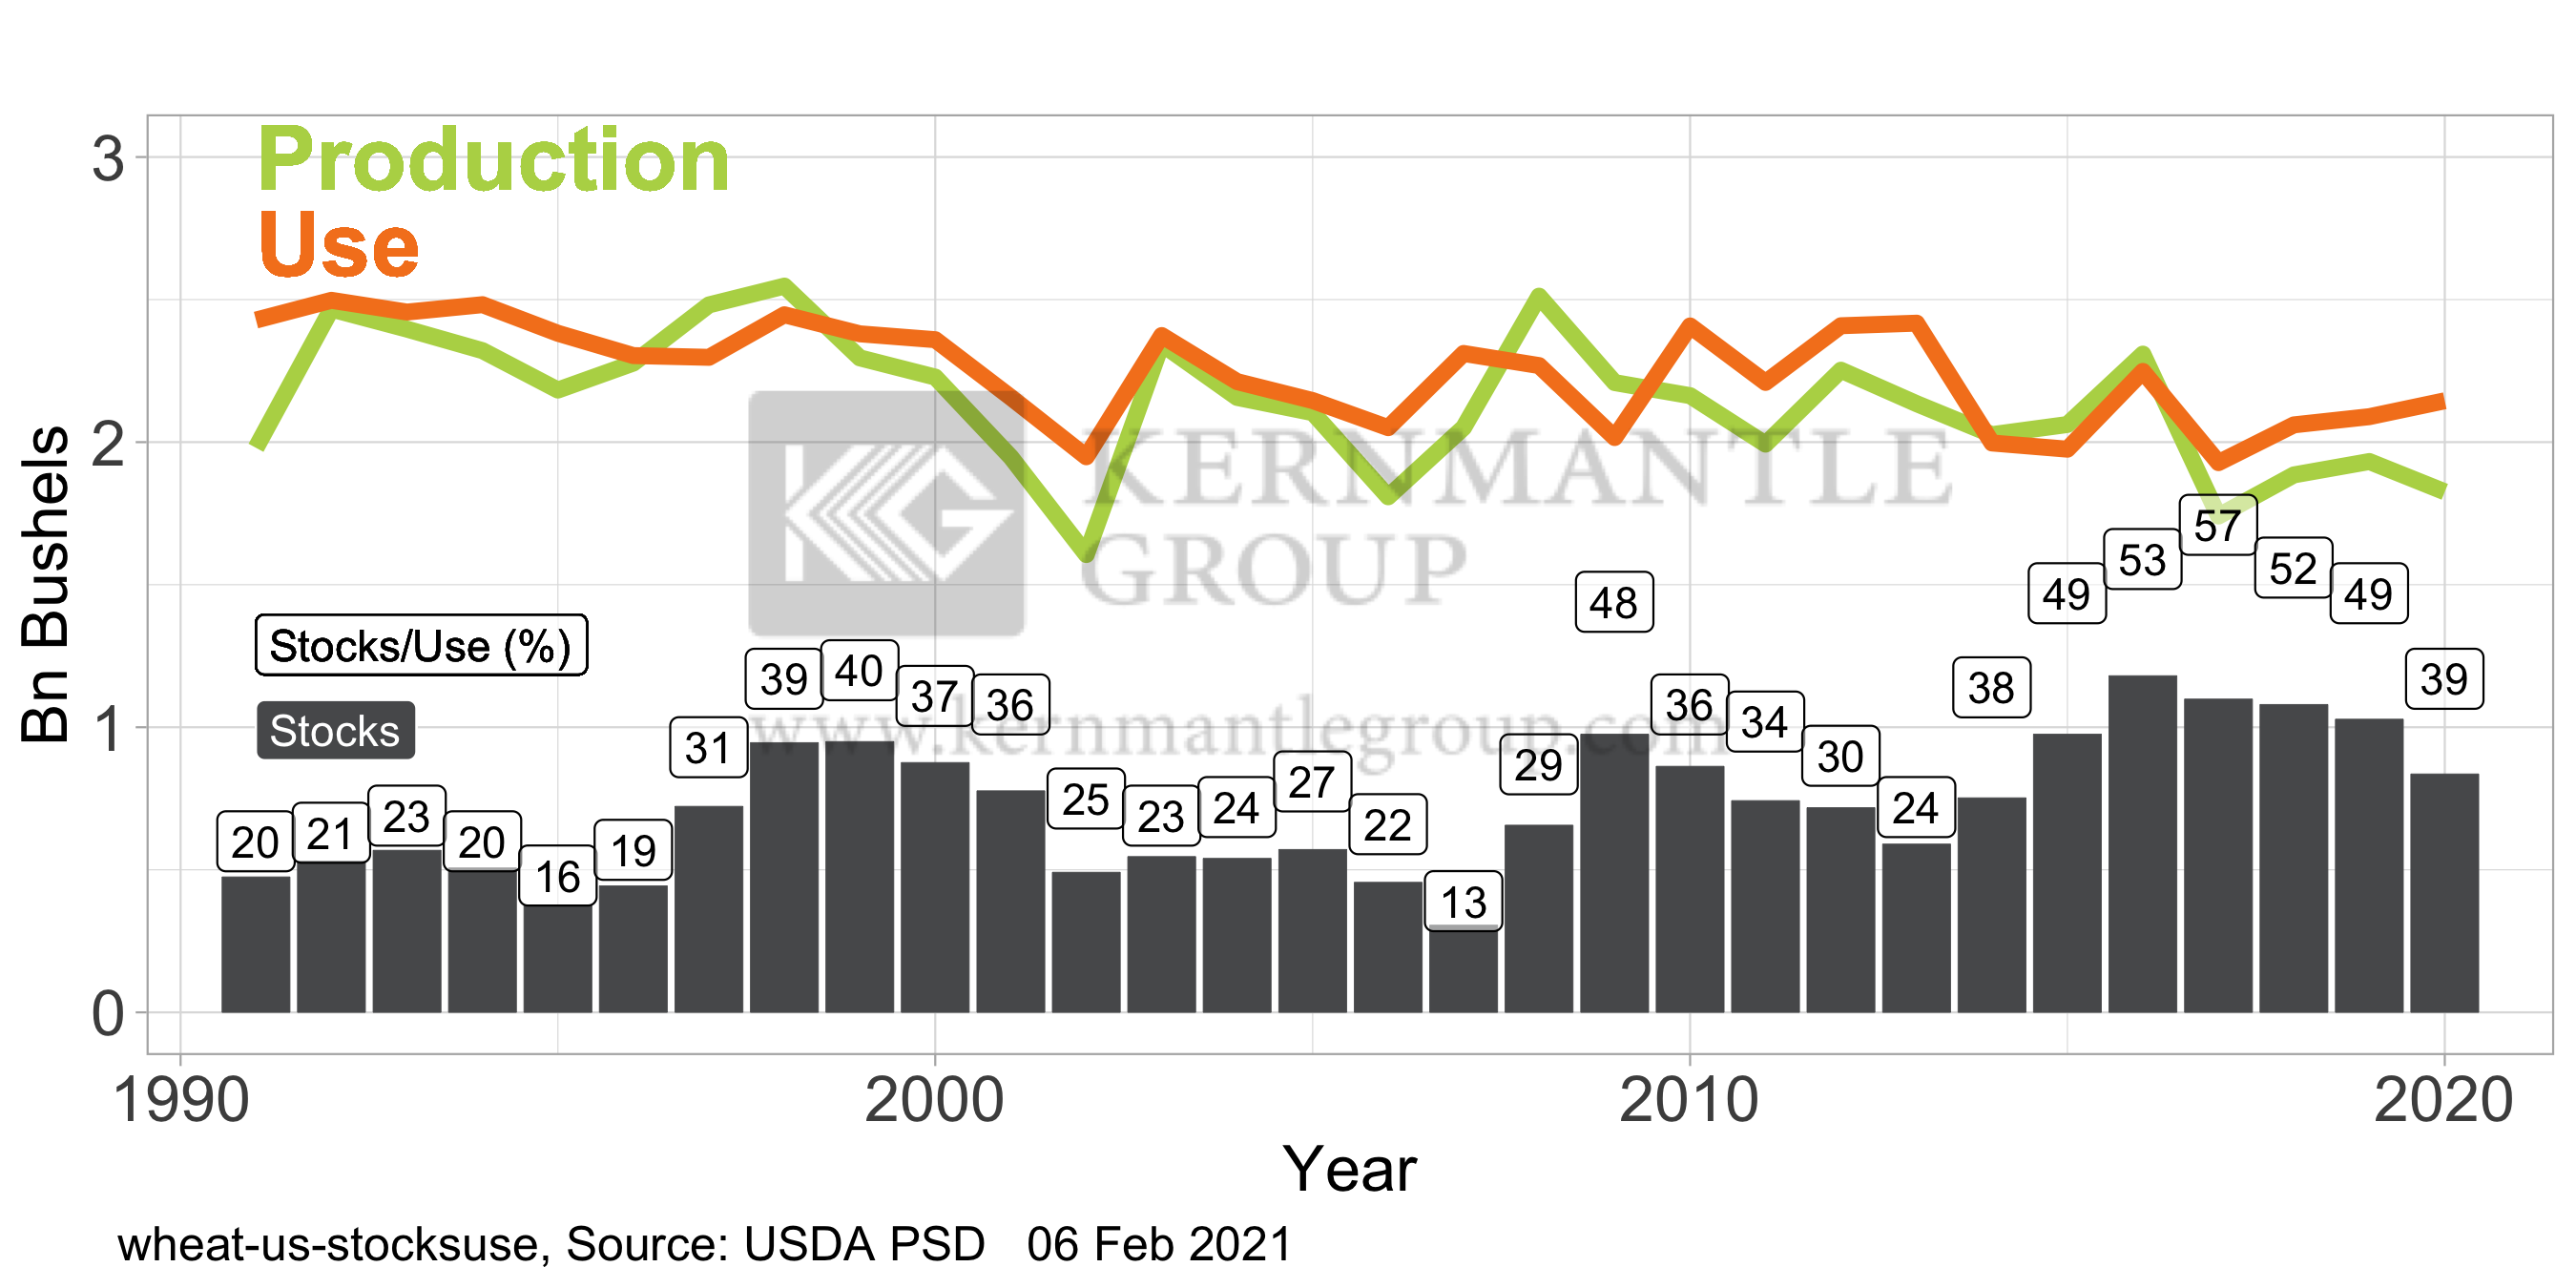 Production
Use
3
2
1
0
Bn Bushels
KERNMANTLE
GROUP
www.kernmantlegroup.com
Stocks/Use (%)
Stocks
20 21 23 20 16 19 31 39 40 37 36 25 23 24 27 22 13 29 48 36 34 30 24 38 49 53 57 52 49 39
1990 2000 2010 2020
Year
wheat-us-stocksuse, Source: USDA PSD 06 Feb 2021